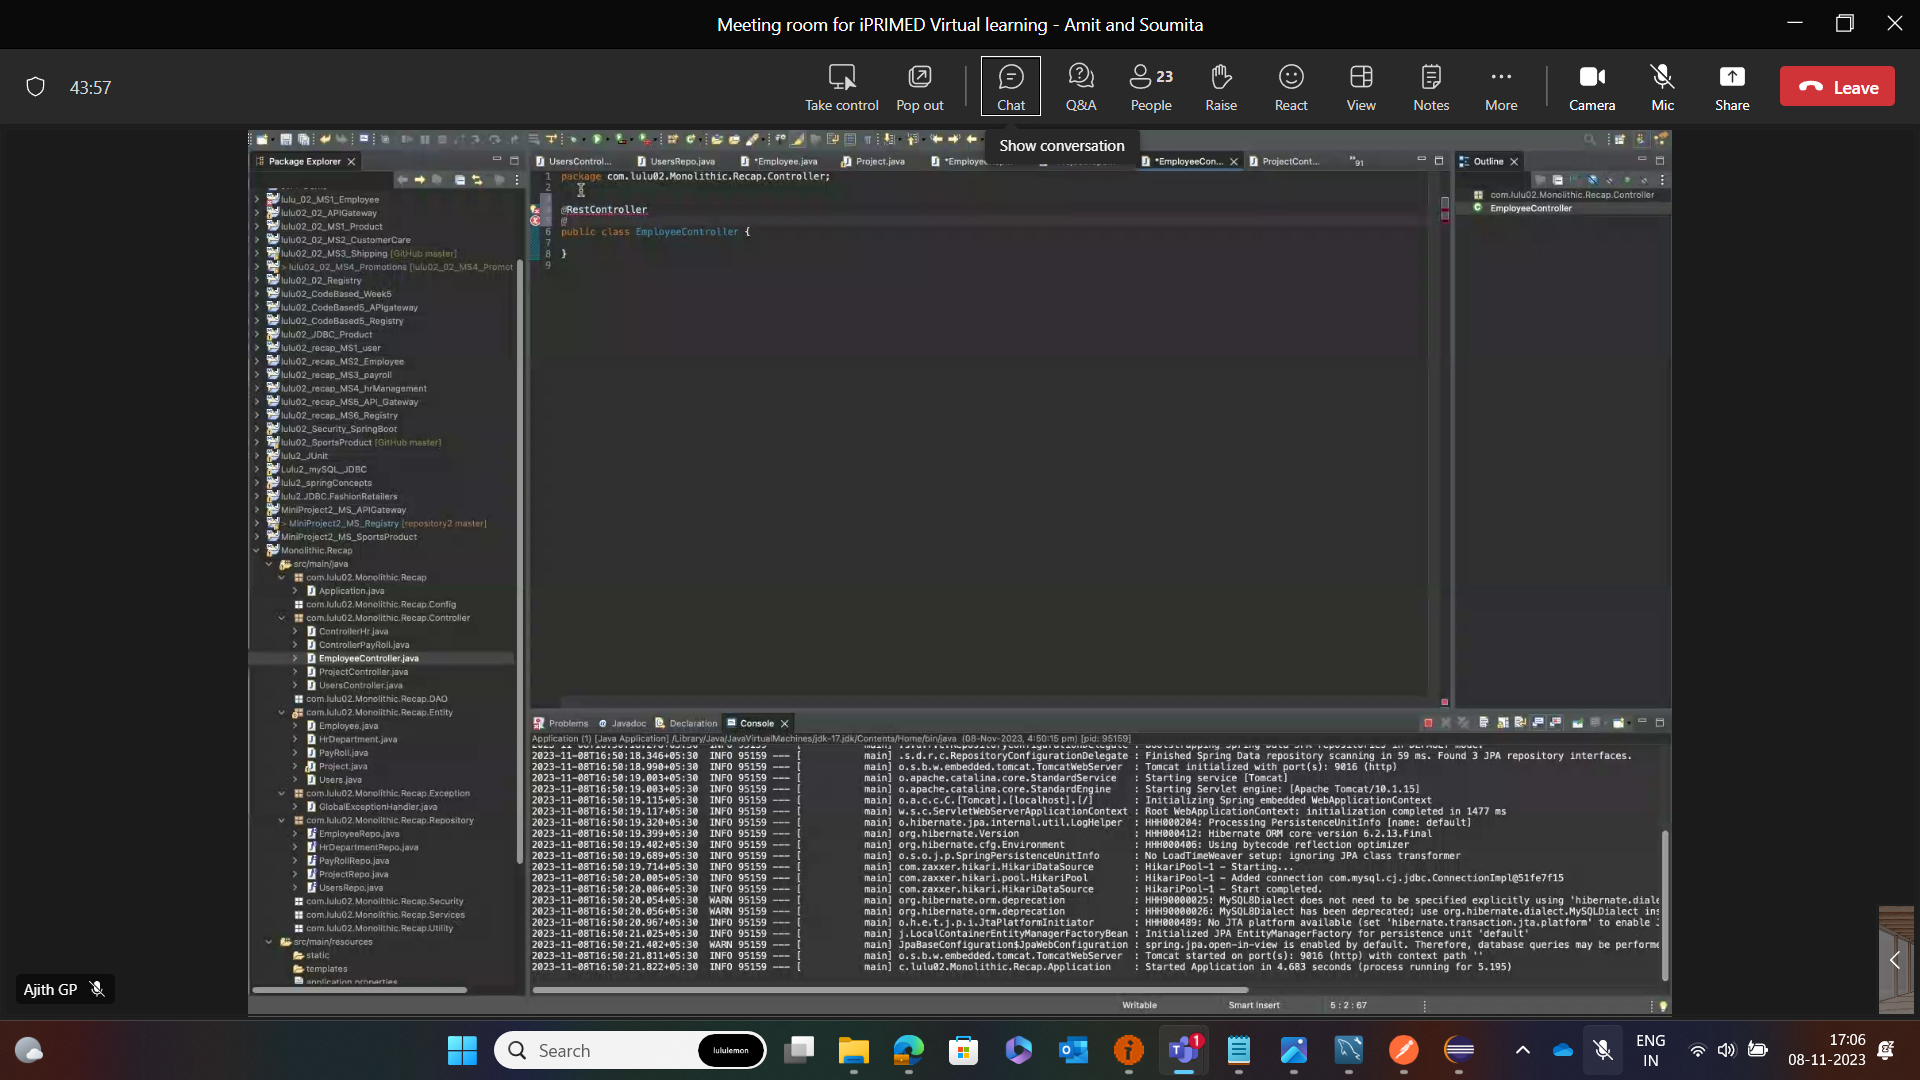 Meeting room for iPRIMED Virtual learning - Amit and Soumita
43:57
Take control
Pop out
Chat
Q&A
23
People
Raise
React
View
Notes
More
Camera
Mic
Share
Leave
Show conversation
Package Explorer
lulu_02_MS1_Employee
lulu02_02_APIGateway
lulu02_02_MS1_Product
lulu02_02_MS2_CustomerCare
lulu02_02_MS3_Shipping [GitHub master]
> lulu02_02_MS4_Promotions [lulu02_02_MS4_Promot
lulu02_02_Registry
lulu02_CodeBased_Week5
lulu02_CodeBased5_APIgateway
lulu02_CodeBased5_Registry
lulu02_JDBC_Product
lulu02_recap_MS1_user
lulu02_recap_MS2_Employee
lulu02_recap_MS3_payroll
lulu02_recap_MS4_hrManagement
lulu02_recap_MS5_API_Gateway
lulu02_recap_MS6_Registry
lulu02_Security_SpringBoot
lulu02_SportsProduct [GitHub master]
lulu2_JUnit
Lulu2_mySQL_JDBC
lulu2_springConcepts
lulu2.JDBC.FashionRetailers
MiniProject2_MS_APIGateway
> MiniProject2_MS_Registry [repository2 master]
MiniProject2_MS_SportsProduct
Monolithic.Recap
src/main/java
com.lulu02.Monolithic.Recap
Application.java
com.lulu02.Monolithic.Recap.Config
com.lulu02.Monolithic.Recap.Controller
ControllerHr.java
ControllerPayRoll.java
EmployeeController.java
ProjectController.java
UsersController.java
com.lulu02.Monolithic.Recap.DAO
com.lulu02.Monolithic.Recap.Entity
Employee.java
HrDepartment.java
PayRoll.java
Project.java
Users.java
com.lulu02.Monolithic.Recap.Exception
GlobalExceptionHandler.java
com.lulu02.Monolithic.Recap.Repository
EmployeeRepo.java
HrDepartmentRepo.java
PayRollRepo.java
ProjectRepo.java
UsersRepo.java
com.lulu02.Monolithic.Recap.Security
com.lulu02.Monolithic.Recap.Services
com.lulu02.Monolithic.Recap.Utility
src/main/resources
static
templates
application.properties
UsersControl...
UsersRepo.java
*Employee.java
Project.java
*EmployeeCon...
ProjectCont...
»91
1 package com.lulu02.Monolithic.Recap.Controller;
2
@RestController
@
6 public class EmployeeController {
7
8 }
9
Outline
com.lulu02.Monolithic.Recap.Controller
EmployeeController
Problems
Javadoc
Declaration
Console
Application (1) [Java Application] /Library/Java/JavaVirtualMachines/jdk-17.jdk/Contents/Home/bin/java (08-Nov-2023, 4:50:15 pm) [pid: 95159]
2023-11-08T16:50:18.346+05:30 INFO 95159 --- [ main] .s.d.r.c.RepositoryConfigurationDelegate : Finished Spring Data repository scanning in 59 ms. Found 3 JPA repository interfaces.
2023-11-08T16:50:18.990+05:30 INFO 95159 --- [ main] o.s.b.w.embedded.tomcat.TomcatWebServer : Tomcat initialized with port(s): 9016 (http)
2023-11-08T16:50:19.003+05:30 INFO 95159 --- [ main] o.apache.catalina.core.StandardService : Starting service [Tomcat]
2023-11-08T16:50:19.003+05:30 INFO 95159 --- [ main] o.apache.catalina.core.StandardEngine : Starting Servlet engine: [Apache Tomcat/10.1.15]
2023-11-08T16:50:19.115+05:30 INFO 95159 --- [ main] o.a.c.c.C.[Tomcat].[localhost].[/] : Initializing Spring embedded WebApplicationContext
2023-11-08T16:50:19.117+05:30 INFO 95159 --- [ main] w.s.c.ServletWebServerApplicationContext : Root WebApplicationContext: initialization completed in 1477 ms
2023-11-08T16:50:19.320+05:30 INFO 95159 --- [ main] o.hibernate.jpa.internal.util.LogHelper : HHH000204: Processing PersistenceUnitInfo [name: default]
2023-11-08T16:50:19.399+05:30 INFO 95159 --- [ main] org.hibernate.Version : HHH000412: Hibernate ORM core version 6.2.13.Final
2023-11-08T16:50:19.402+05:30 INFO 95159 --- [ main] org.hibernate.cfg.Environment : HHH000406: Using bytecode reflection optimizer
2023-11-08T16:50:19.689+05:30 INFO 95159 --- [ main] o.s.o.j.p.SpringPersistenceUnitInfo : No LoadTimeWeaver setup: ignoring JPA class transformer
2023-11-08T16:50:19.714+05:30 INFO 95159 --- [ main] com.zaxxer.hikari.HikariDataSource : HikariPool-1 - Starting...
2023-11-08T16:50:20.005+05:30 INFO 95159 --- [ main] com.zaxxer.hikari.pool.HikariPool : HikariPool-1 - Added connection com.mysql.cj.jdbc.ConnectionImpl@51fe7f15
2023-11-08T16:50:20.006+05:30 INFO 95159 --- [ main] com.zaxxer.hikari.HikariDataSource : HikariPool-1 - Start completed.
2023-11-08T16:50:20.054+05:30 WARN 95159 --- [ main] org.hibernate.orm.deprecation : HHH90000025: MySQL8Dialect does not need to be specified explicitly using 'hibernate.diale
2023-11-08T16:50:20.056+05:30 WARN 95159 --- [ main] org.hibernate.orm.deprecation : HHH90000026: MySQL8Dialect has been deprecated; use org.hibernate.dialect.MySQLDialect ins
2023-11-08T16:50:20.967+05:30 INFO 95159 --- [ main] o.h.e.t.j.p.i.JtaPlatformInitiator : HHH000489: No JTA platform available (set 'hibernate.transaction.jta.platform' to enable
2023-11-08T16:50:21.025+05:30 INFO 95159 --- [ main] j.LocalContainerEntityManagerFactoryBean : Initialized JPA EntityManagerFactory for persistence unit 'default'
2023-11-08T16:50:21.402+05:30 WARN 95159 --- [ main] JpaBaseConfiguration$JpaWebConfiguration : spring.jpa.open-in-view is enabled by default. Therefore, database queries may be performe
2023-11-08T16:50:21.811+05:30 INFO 95159 --- [ main] o.s.b.w.embedded.tomcat.TomcatWebServer : Tomcat started on port(s): 9016 (http) with context path ''
2023-11-08T16:50:21.822+05:30 INFO 95159 --- [ main] c.lulu02.Monolithic.Recap.Application : Started Application in 4.683 seconds (process running for 5.195)
Writable
Smart Insert
5 : 2 : 67
Ajith GP
Search
lululemon
1
ENG
IN
17:06
08-11-2023